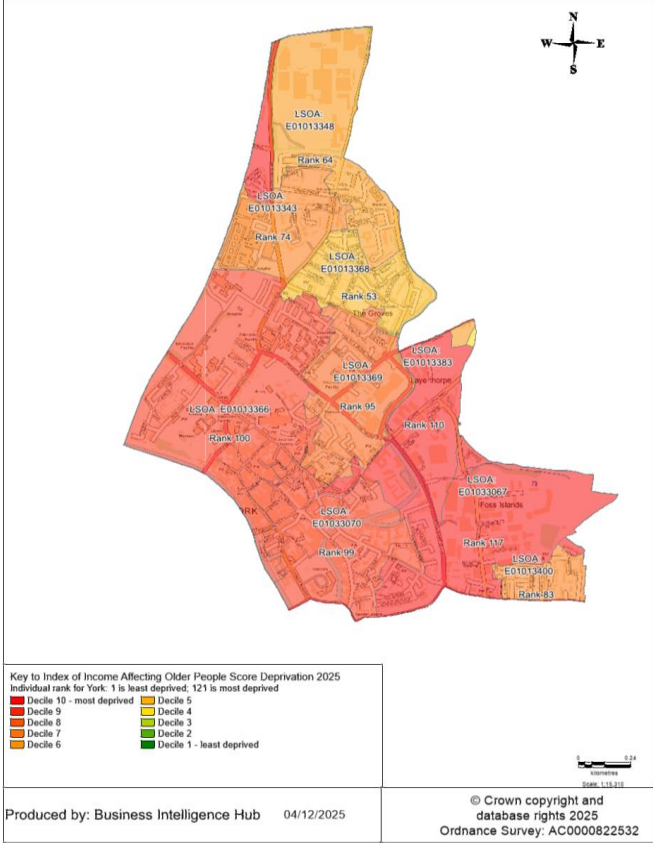 N
W E
S
LSOA:
E01013348
Rank 64
LSOA:
E01013343
Rank 74
LSOA:
E01013368
Rank 53
The Groves
LSOA:
E01013369
Rank 95
LSOA:
E01013383
Layerthorpe
Rank 110
LSOA: E01013366
Rank 100
LSOA:
E01033067
Foss Islands
Rank 117
LSOA:
E01033070
Rank 99
LSOA:
E01013400
Rank 83
Key to Index of Income Affecting Older People Score Deprivation 2025
Individual rank for York: 1 is least deprived; 121 is most deprived
Decile 10 - most deprived Decile 5
Decile 9 Decile 4
Decile 8 Decile 3
Decile 7 Decile 2
Decile 6 Decile 1 - least deprived
0 0.24
kilometres
Produced by: Business Intelligence Hub 04/12/2025
© Crown copyright and
database rights 2025
Ordnance Survey: AC0000822532